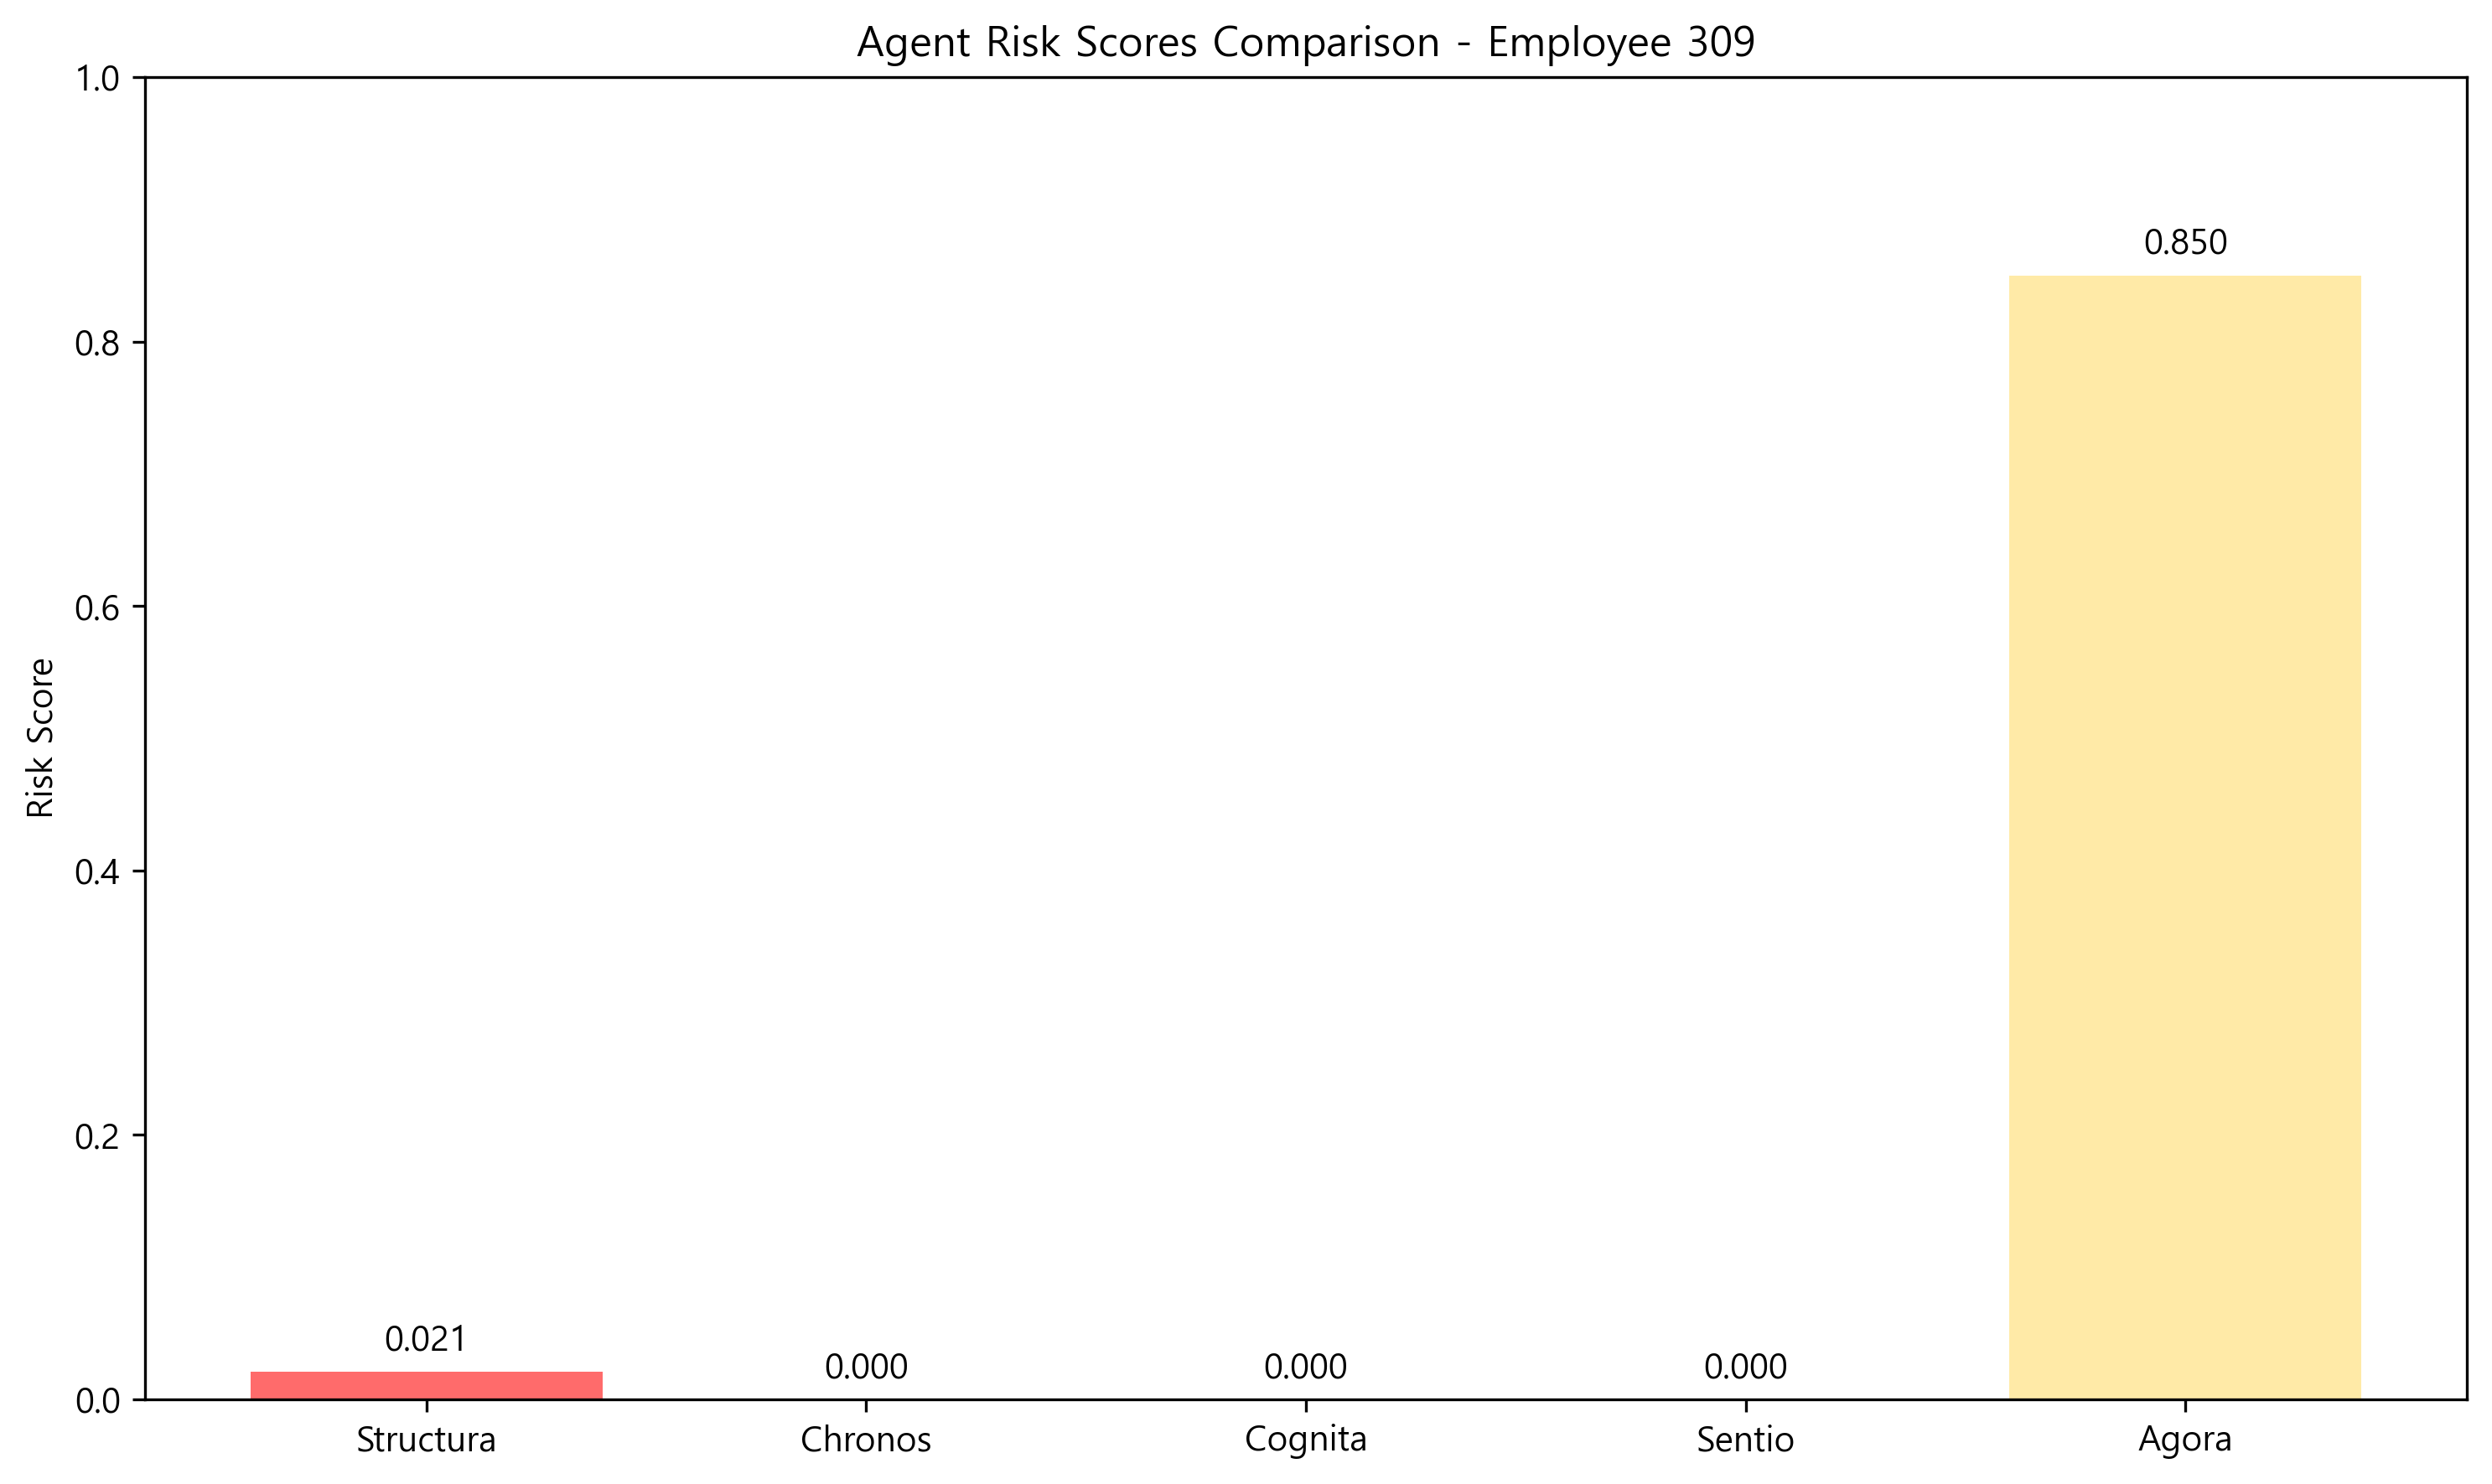 Agent Risk Scores Comparison - Employee 309
Risk Score
1.0
0.8
0.6
0.4
0.2
0.0
0.021
0.000
0.000
0.000
0.850
Structura
Chronos
Cognita
Sentio
Agora